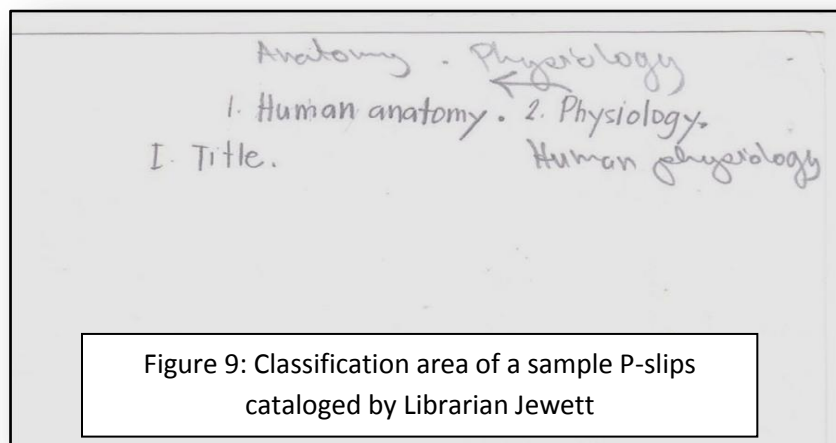 Anatomy. Physiology
1. Human anatomy. 2. Physiology.
I. Title. Human physiology
Figure 9: Classification area of a sample P-slips
cataloged by Librarian Jewett